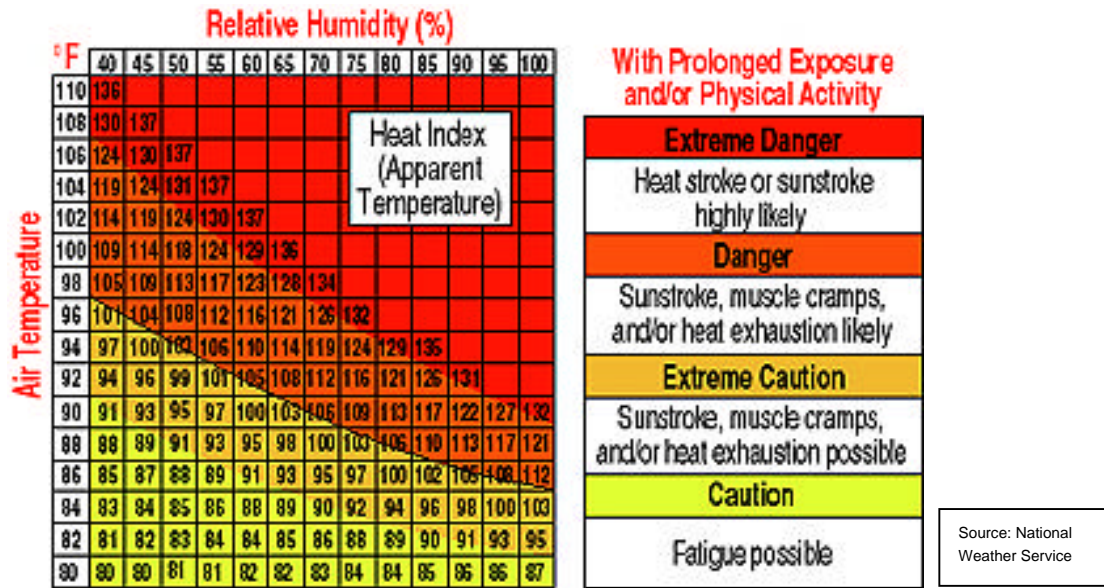 Relative Humidity (%)
°F 40 45 50 55 60 65 70 75 80 85 90 95 100
110 136
108 130 137
106 124 130 137
104 119 124 131 137
102 114 119 124 130 137
100 109 114 118 124 129 136
98 105 109 113 117 123 128 134
96 101 104 108 112 116 121 126 132
94 97 100 103 106 110 114 119 124 129 135
92 94 96 99 101 105 108 112 116 121 126 131
90 91 93 95 97 100 103 106 109 113 117 122 127 132
88 88 89 91 93 95 98 100 103 106 110 113 117 121
86 85 87 88 89 91 93 95 97 100 102 105 108 112
84 83 84 85 86 88 89 90 92 94 96 98 100 103
82 81 82 83 84 84 85 86 88 89 90 91 93 95
80 80 80 81 81 82 82 83 84 84 85 86 86 87
Air Temperature
Heat Index
(Apparent
Temperature)
With Prolonged Exposure
and/or Physical Activity
Extreme Danger
Heat stroke or sunstroke
highly likely
Danger
Sunstroke, muscle cramps,
and/or heat exhaustion likely
Extreme Caution
Sunstroke, muscle cramps,
and/or heat exhaustion possible
Caution
Fatigue possible
Source: National
Weather Service